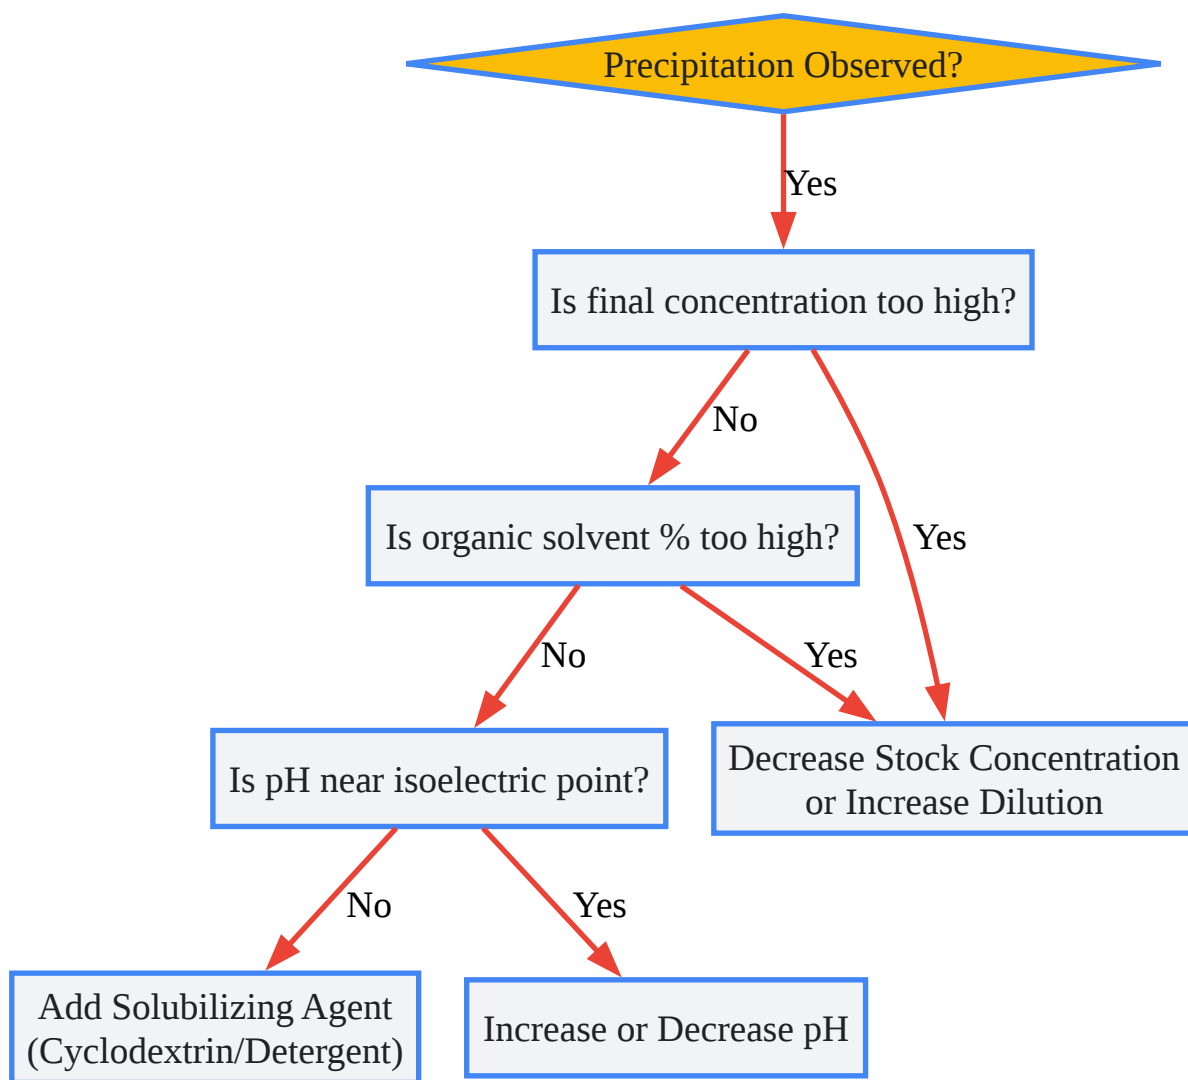 Precipitation Observed?
Yes
Is final concentration too high?
No
Yes
Is organic solvent % too high?
No
Yes
Is pH near isoelectric point?
Decrease Stock Concentration
or Increase Dilution
No
Yes
Add Solubilizing Agent
(Cyclodextrin/Detergent)
Increase or Decrease pH